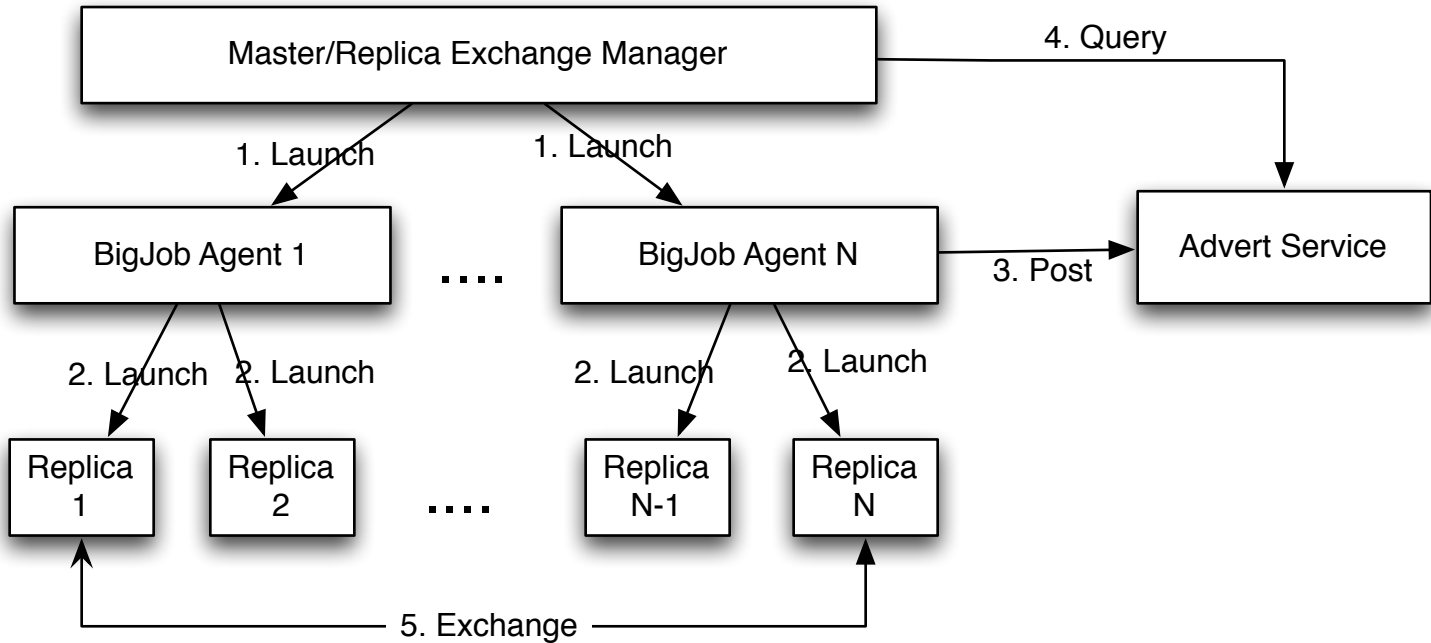 Master/Replica Exchange Manager
4. Query
1. Launch
1. Launch
BigJob Agent 1
....
BigJob Agent N
3. Post
Advert Service
2. Launch
2. Launch
2. Launch
2. Launch
Replica
1
Replica
2
....
Replica
N-1
Replica
N
5. Exchange